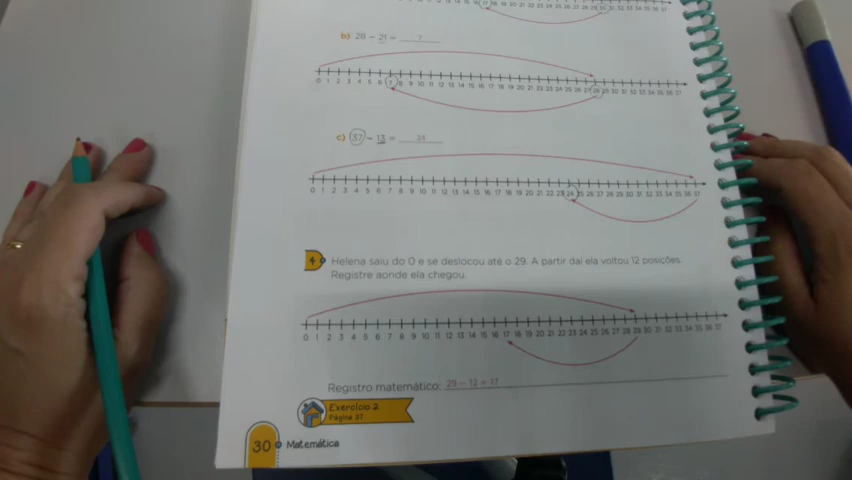 b) 28 - 21 = 7
0 1 2 3 4 5 6 7 8 9 10 11 12 13 14 15 16 17 18 19 20 21 22 23 24 25 26 27 28 29 30 31 32 33 34 35 36 37
c) 37 - 13 = 24
0 1 2 3 4 5 6 7 8 9 10 11 12 13 14 15 16 17 18 19 20 21 22 23 24 25 26 27 28 29 30 31 32 33 34 35 36 37
4 Helena saiu do 0 e se deslocou até o 29. A partir daí ela voltou 12 posições.
Registre aonde ela chegou.
0 1 2 3 4 5 6 7 8 9 10 11 12 13 14 15 16 17 18 19 20 21 22 23 24 25 26 27 28 29 30 31 32 33 34 35 36 37
Registro matemático: 29 - 12 = 17
Exercício 2
Página 37
30 Matemática